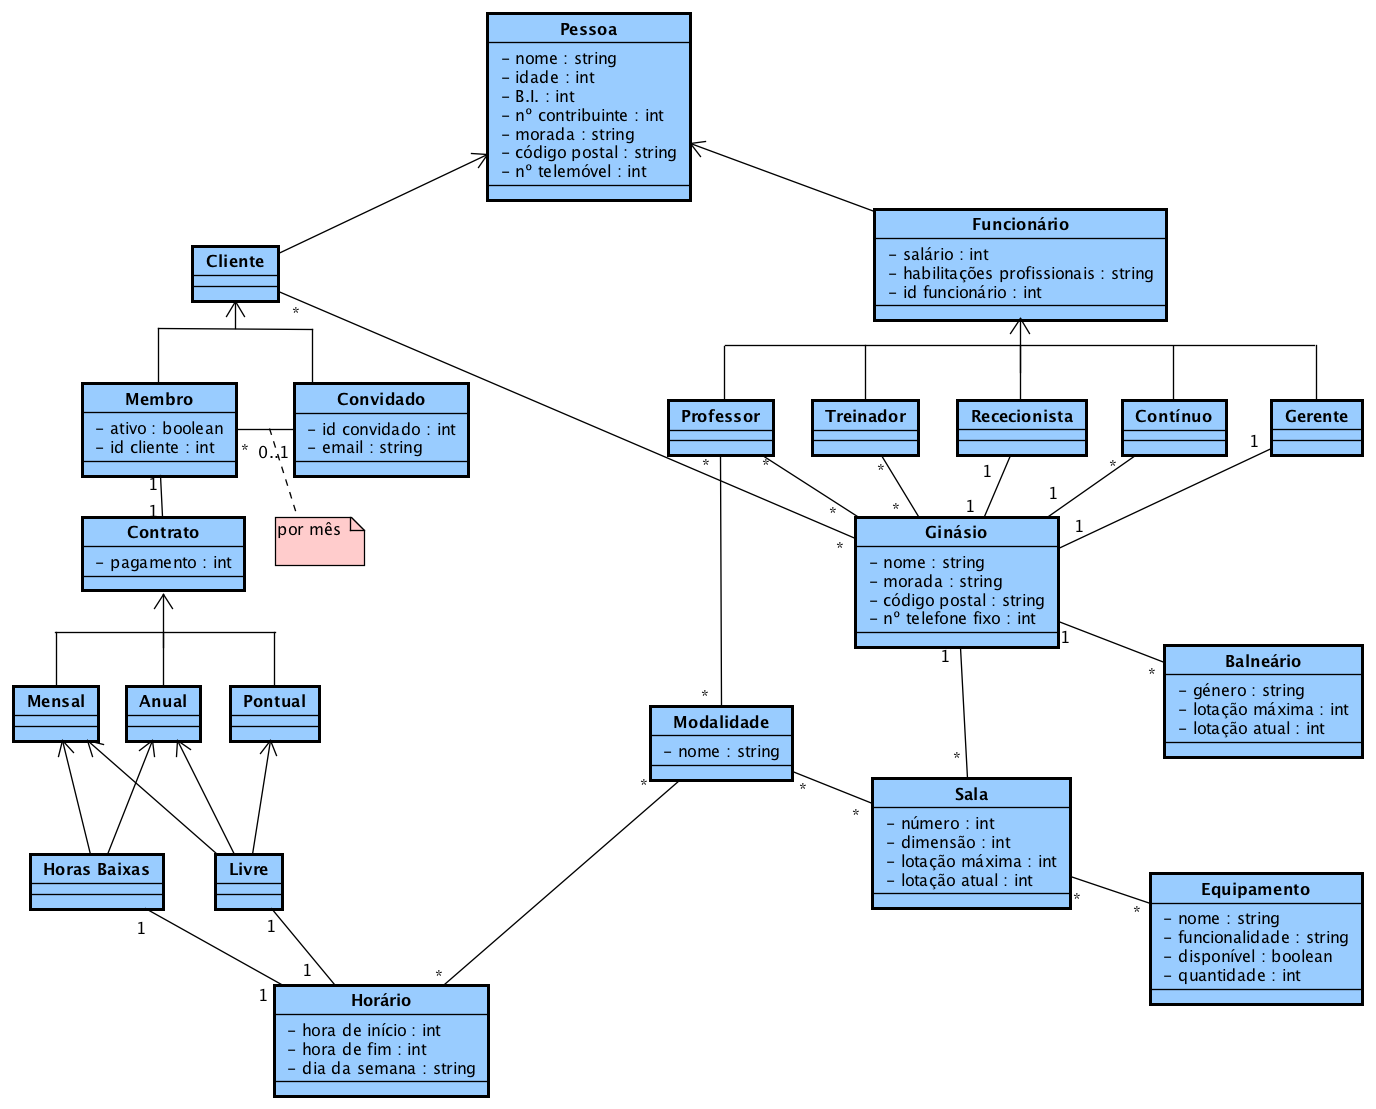 Pessoa
- nome : string
- idade : int
- B.I. : int
- nº contribuinte : int
- morada : string
- código postal : string
- nº telemóvel : int
Funcionário
- salário : int
- habilitações profissionais : string
- id funcionário : int
Cliente
*
Membro
- ativo : boolean
- id cliente : int
Convidado
- id convidado : int
- email : string
* 0..1
por mês
Professor
Treinador
Rececionista
Contínuo
Gerente
* * * 1 * 1
* * 1 1 1
*
1
1
Contrato
- pagamento : int
Ginásio
- nome : string
- morada : string
- código postal : string
- nº telefone fixo : int
1
*
Balneário
- género : string
- lotação máxima : int
- lotação atual : int
Mensal
Anual
Pontual
*
Modalidade
- nome : string
* * *
1
*
Sala
- número : int
- dimensão : int
- lotação máxima : int
- lotação atual : int
* *
Equipamento
- nome : string
- funcionalidade : string
- disponível : boolean
- quantidade : int
Horas Baixas
Livre
1 1
1 1 *
Horário
- hora de início : int
- hora de fim : int
- dia da semana : string